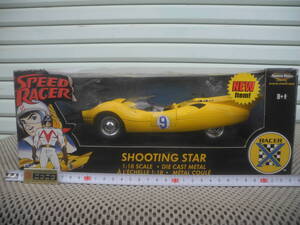 SPEED
RACER
NEW
Item!
8+
9
SHOOTING STAR
1:18 SCALE • DIE CAST METAL
À L'ÉCHELLE 1:18 • MÉTAL COULÉ
RACER
X